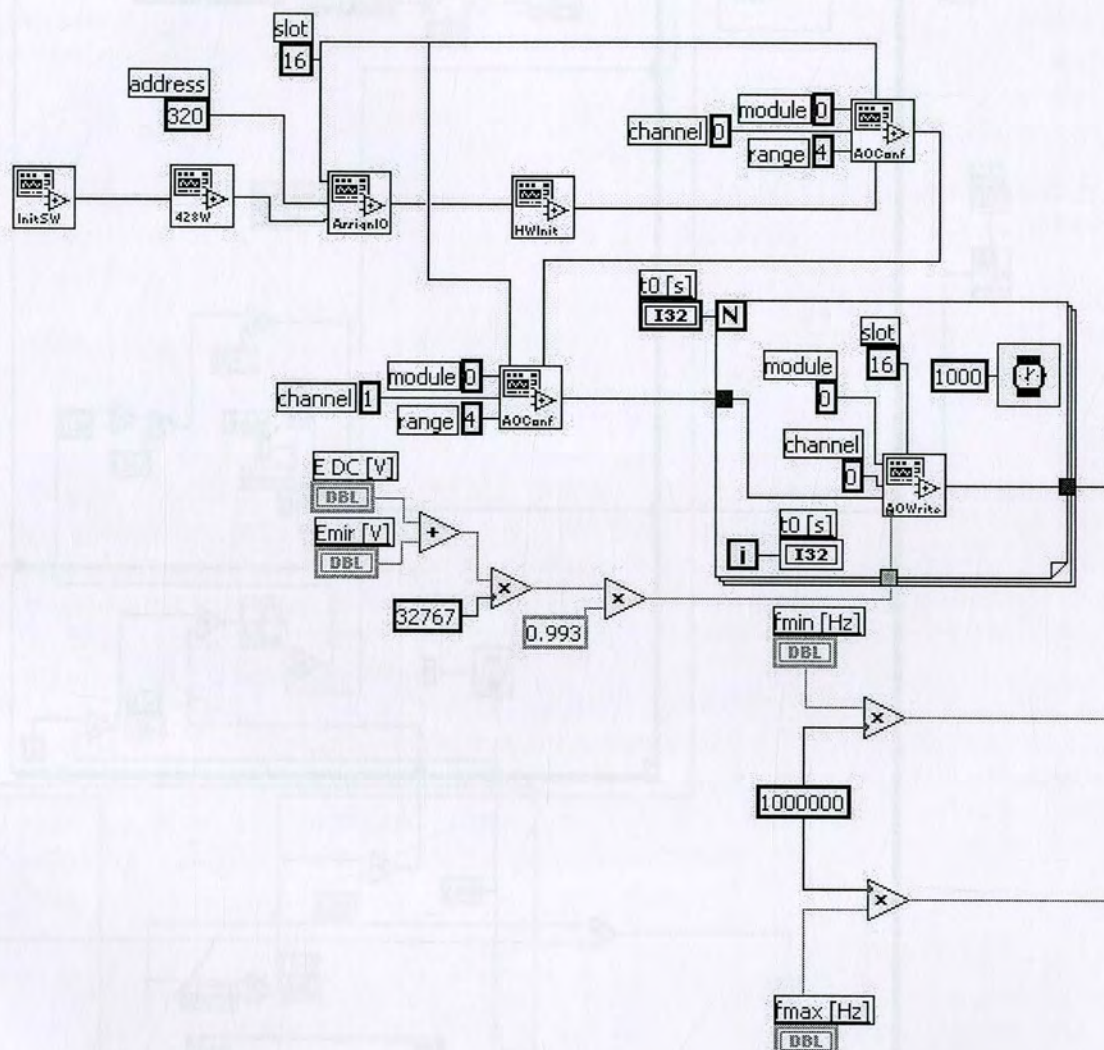 slot
16
address
320
module 0
channel 0
range 4
AOConf
InitSW
428W
AssignIO
HWInit
t0 [s]
I32
N
slot
16
module
0
1000
channel 1
module 0
range 4
AOConf
channel
0
AOWrite
E DC [V]
DBL
Emir [V]
DBL
t0 [s]
i
I32
32767
0.993
fmin [Hz]
DBL
1000000
fmax [Hz]
DBL